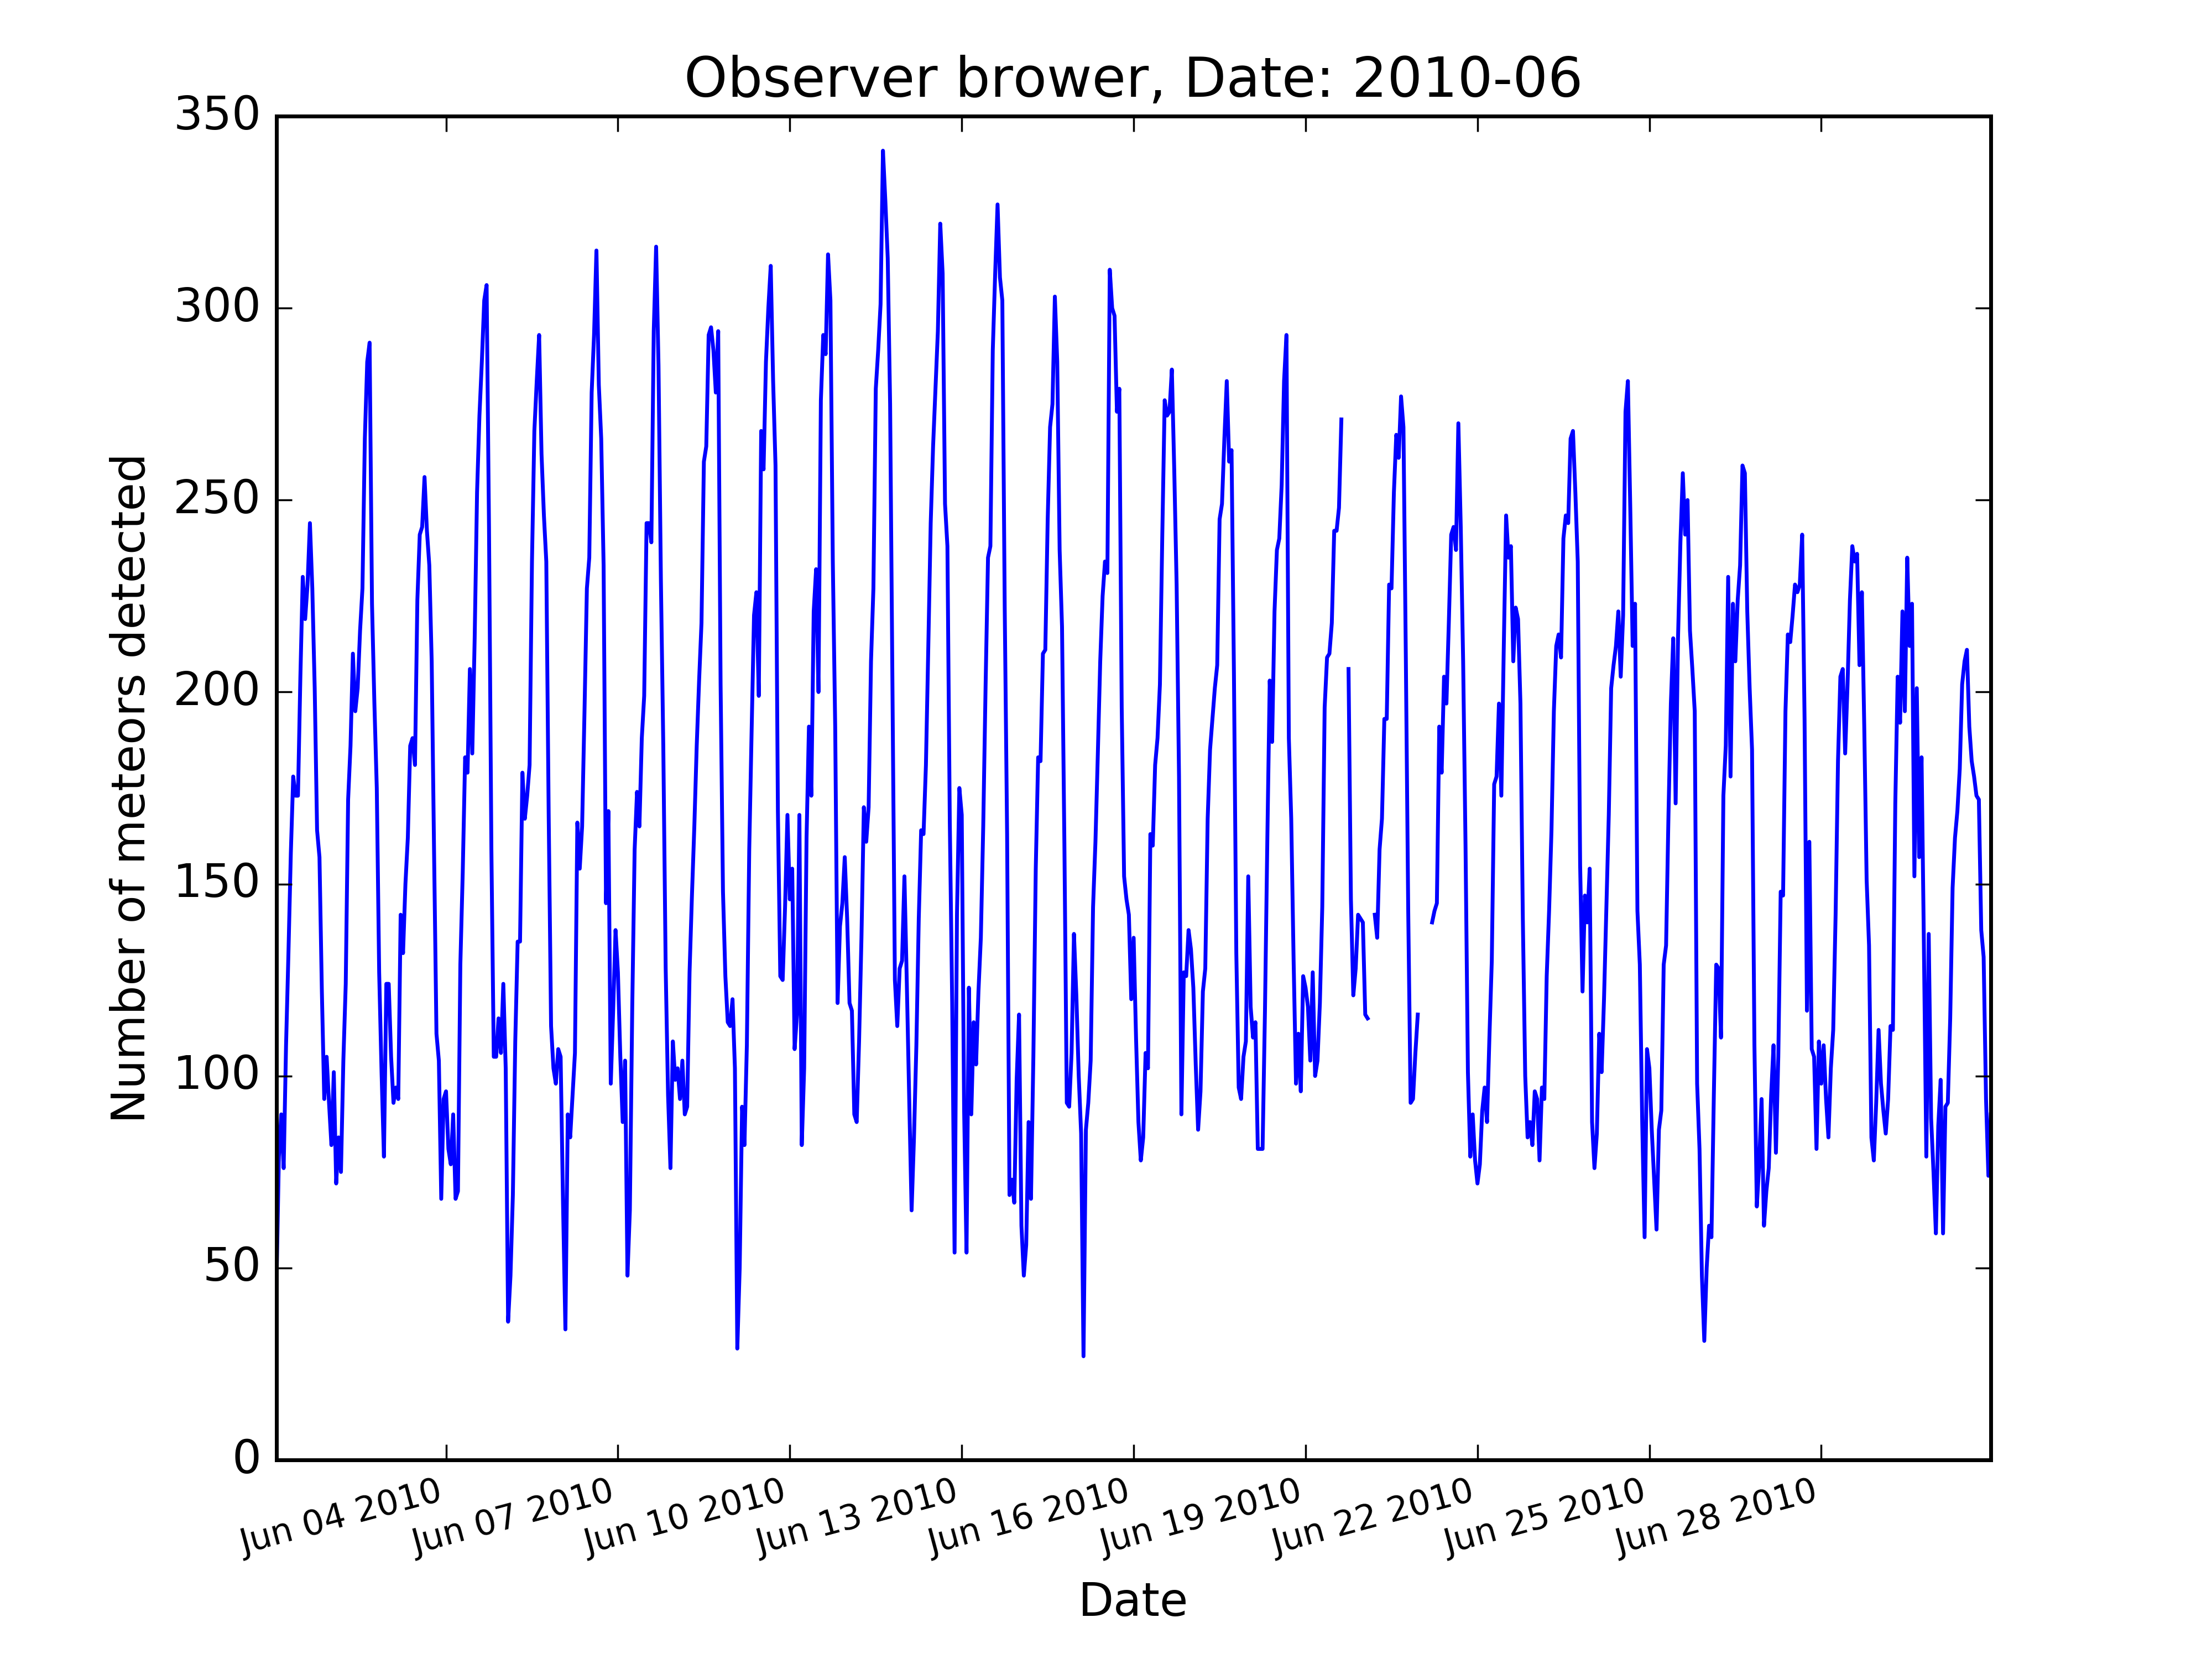 Observer brower, Date: 2010-06
350
300
250
200
150
100
50
0
Number of meteors detected
Jun 04 2010
Jun 07 2010
Jun 10 2010
Jun 13 2010
Jun 16 2010
Jun 19 2010
Jun 22 2010
Jun 25 2010
Jun 28 2010
Date